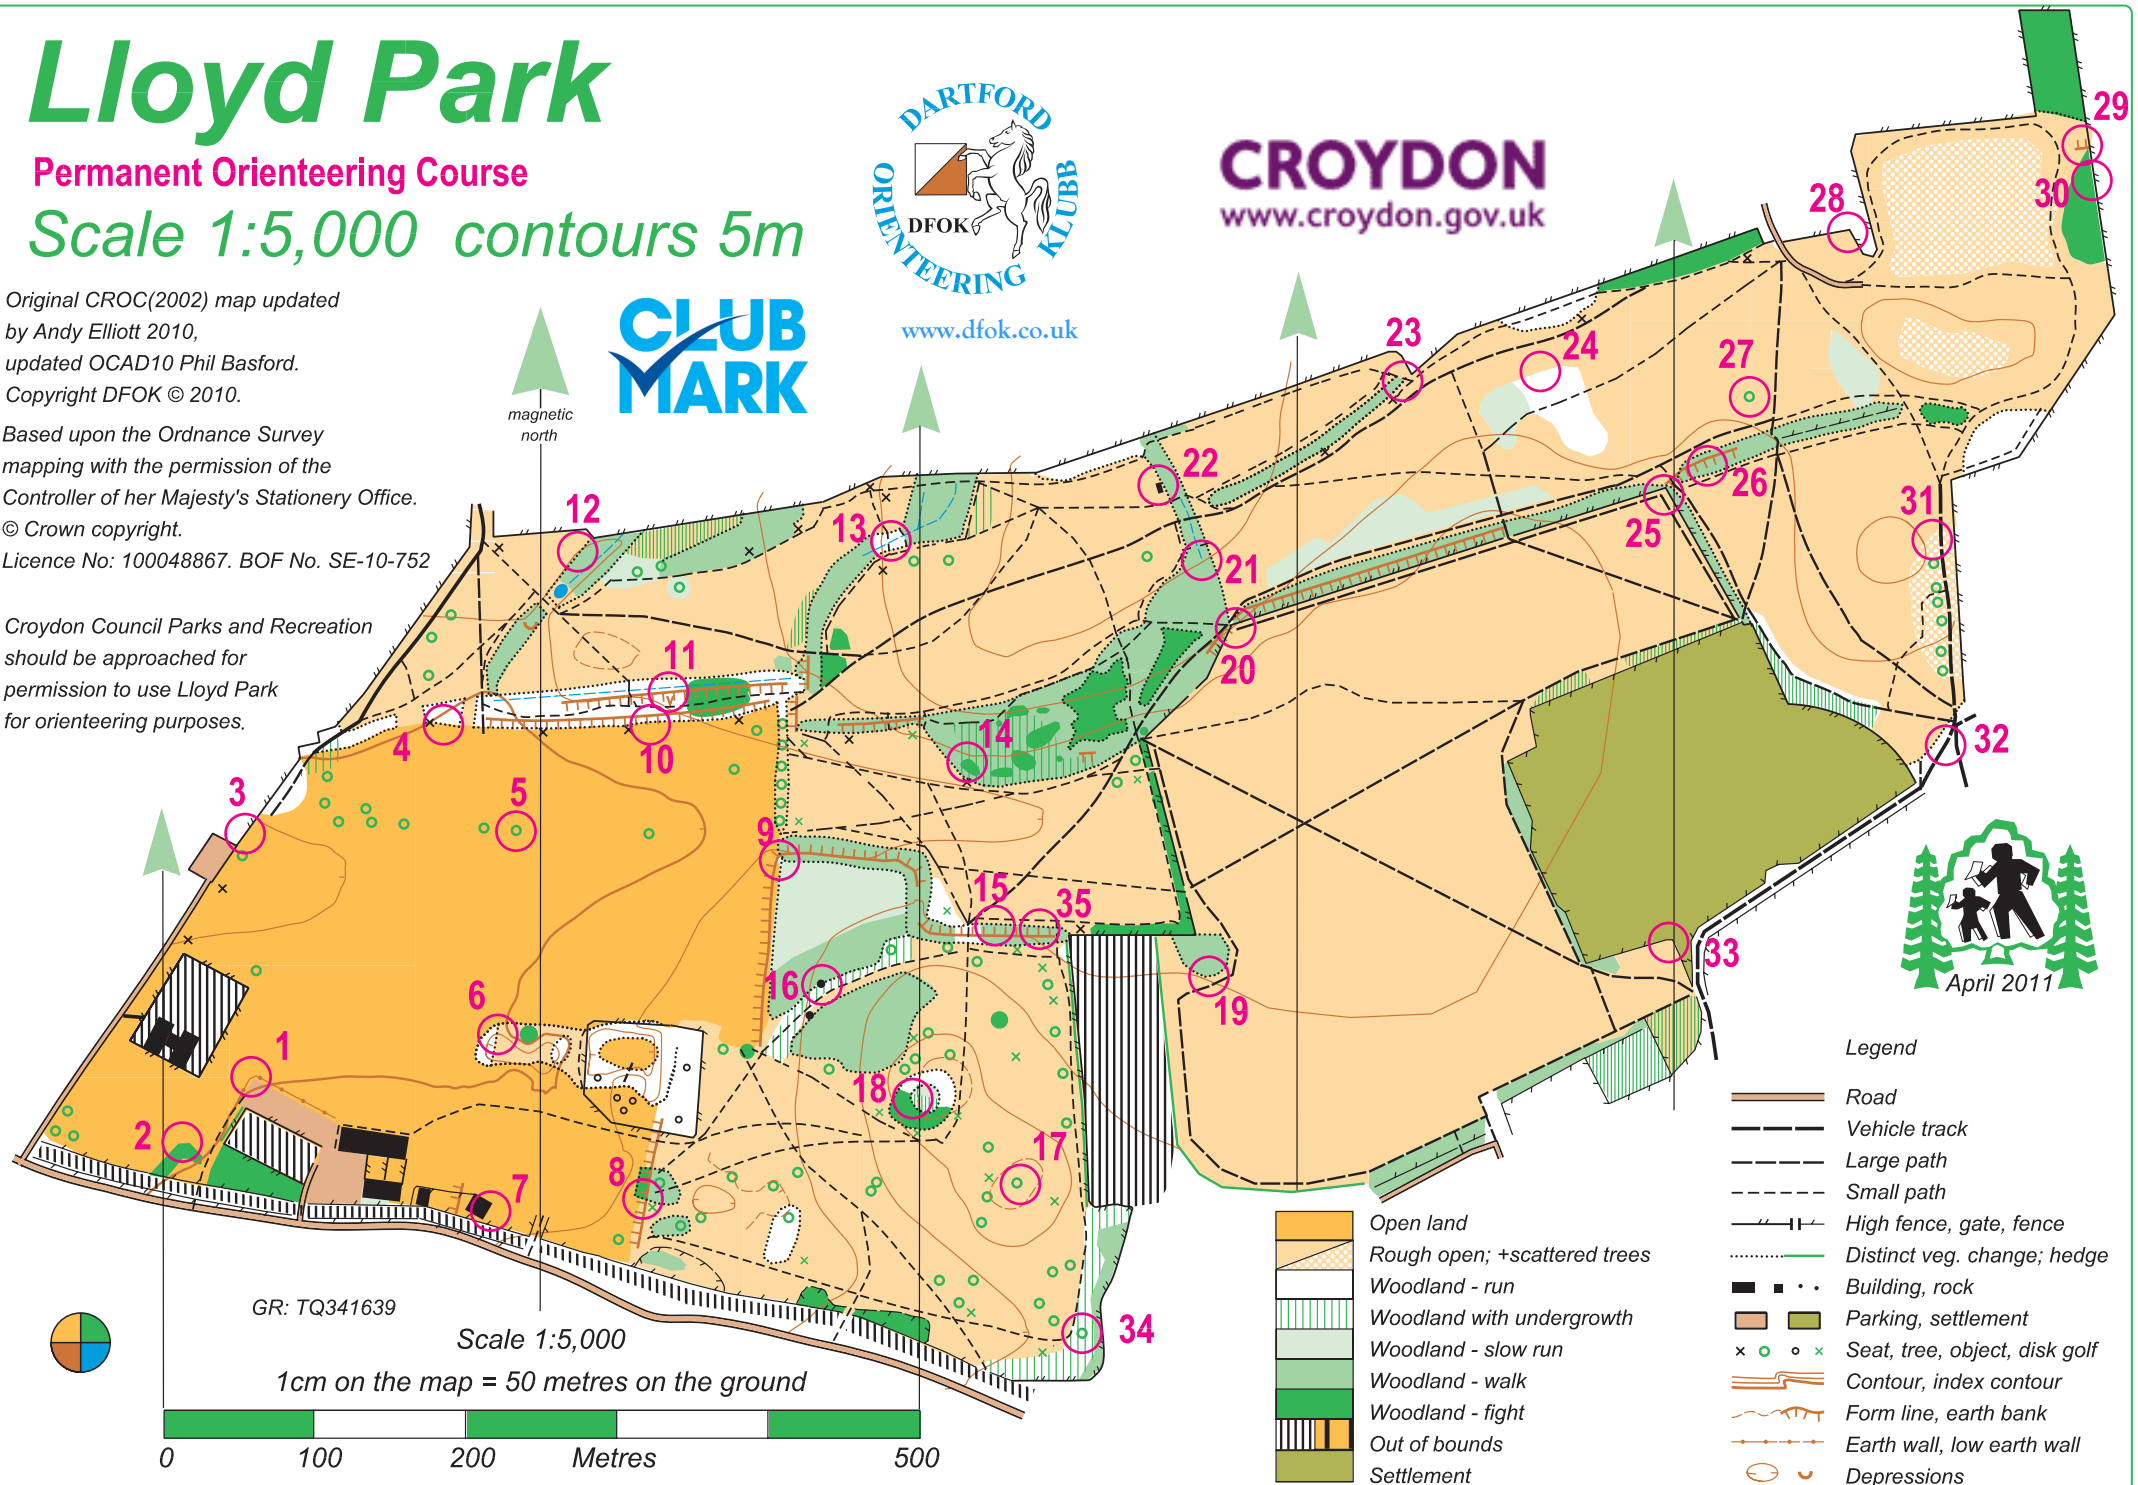 Lloyd Park
Permanent Orienteering Course
Scale 1:5,000 contours 5m
Original CROC(2002) map updated
by Andy Elliott 2010,
updated OCAD10 Phil Basford.
Copyright DFOK © 2010.
Based upon the Ordnance Survey
mapping with the permission of the
Controller of her Majesty's Stationery Office.
© Crown copyright.
Licence No: 100048867. BOF No. SE-10-752
Croydon Council Parks and Recreation
should be approached for
permission to use Lloyd Park
for orienteering purposes.
CLUB
MARK
DARTFORD
ORIENTEERING
KLUBB
DFOK
www.dfok.co.uk
CROYDON
www.croydon.gov.uk
magnetic
north
29
30
28
23
24
27
22
26
12
13
31
25
21
11
20
4
10
14
32
3
5
9
15
35
33
16
6
19
1
18
2
17
8
7
34
April 2011
GR: TQ341639
Scale 1:5,000
1cm on the map = 50 metres on the ground
0 100 200 Metres 500
Open land
Rough open; +scattered trees
Woodland - run
Woodland with undergrowth
Woodland - slow run
Woodland - walk
Woodland - fight
Out of bounds
Settlement
Legend
Road
Vehicle track
Large path
Small path
High fence, gate, fence
Distinct veg. change; hedge
Building, rock
Parking, settlement
Seat, tree, object, disk golf
Contour, index contour
Form line, earth bank
Earth wall, low earth wall
Depressions